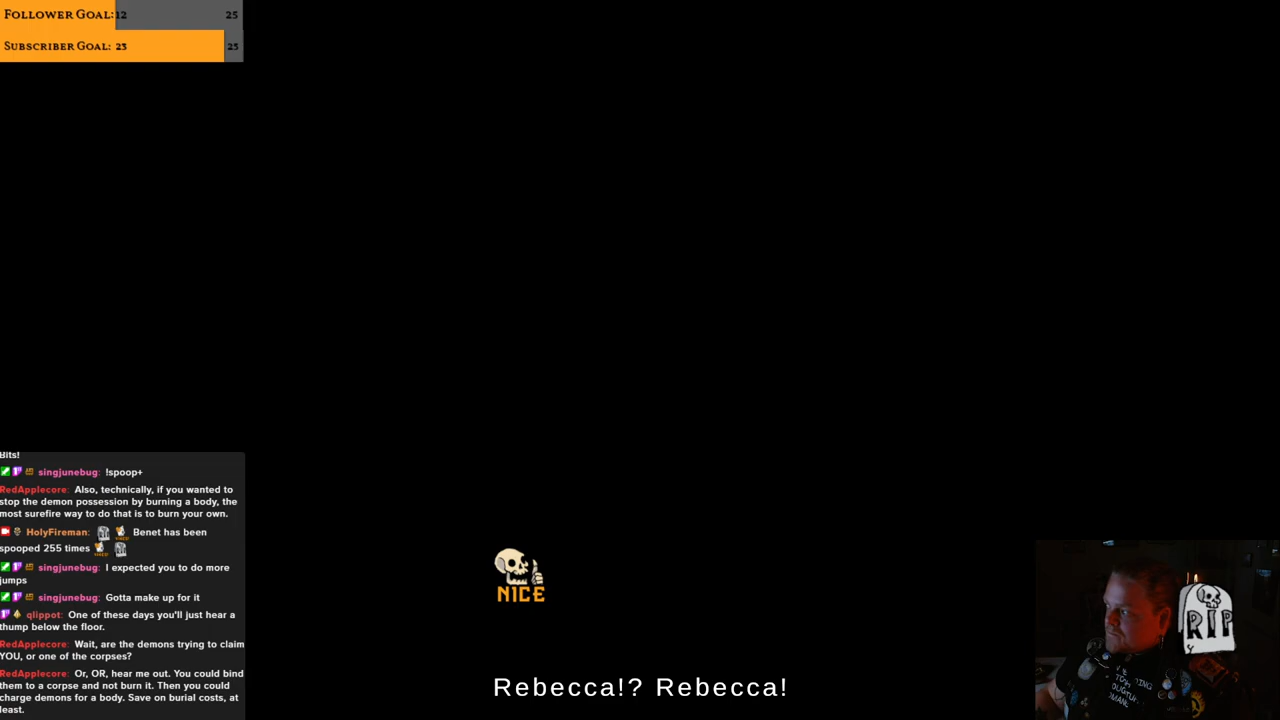 Follower Goal: 12 25
Subscriber Goal: 23 25
Bits!
singjunebug: !spoop+
RedApplecore: Also, technically, if you wanted to
stop the demon possession by burning a body, the
most surefire way to do that is to burn your own.
HolyFireman: Benet has been
spooped 255 times
singjunebug: I expected you to do more
jumps
singjunebug: Gotta make up for it
qlippot: One of these days you'll just hear a
thump below the floor.
RedApplecore: Wait, are the demons trying to claim
YOU, or one of the corpses?
RedApplecore: Or, OR, hear me out. You could bind
them to a corpse and not burn it. Then you could
charge demons for a body. Save on burial costs, at
least.
NICE
RIP
Rebecca!? Rebecca!